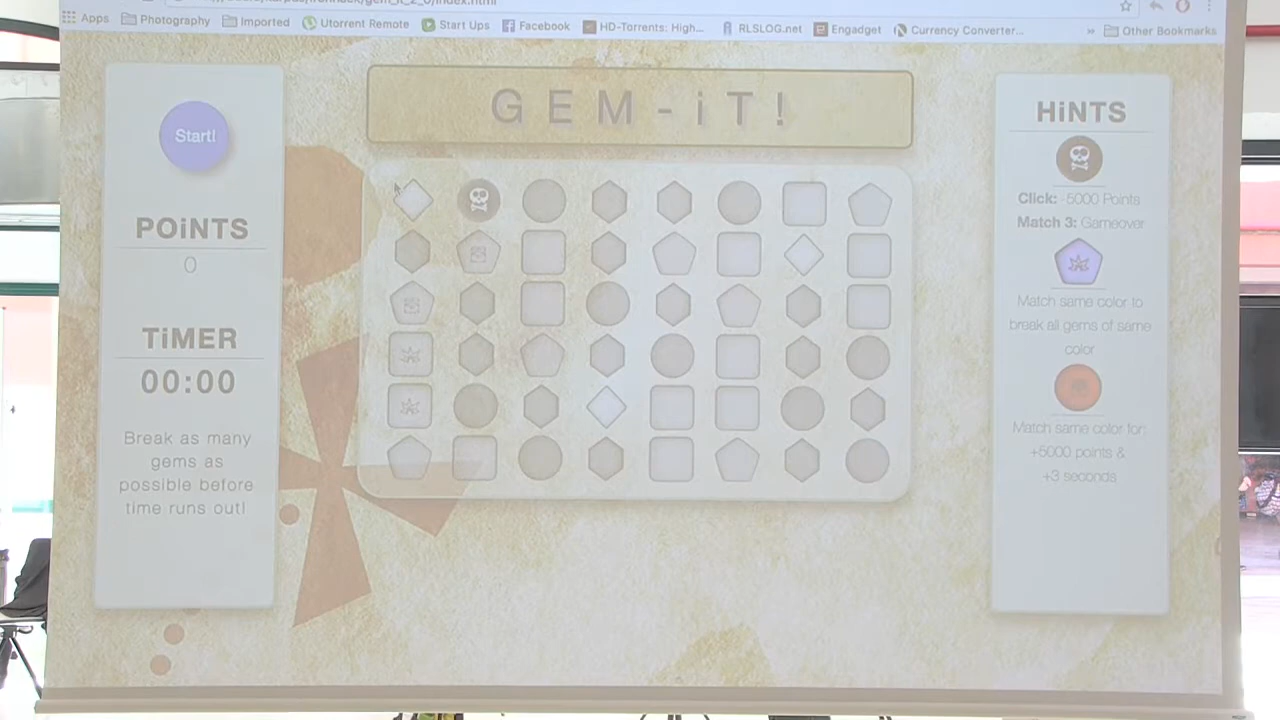 Apps Photography Imported Utorrent Remote Start Ups Facebook HD-Torrents: High... RLSLOG.net Engadget Currency Converter... » Other Bookmarks
Start!
POiNTS
0
TiMER
00:00
Break as many
gems as
possible before
time runs out!
GEM-iT!
HiNTS
Click: -5000 Points
Match 3: Gameover
Match same color to
break all gems of same
color
Match same color for:
+5000 points &
+3 seconds